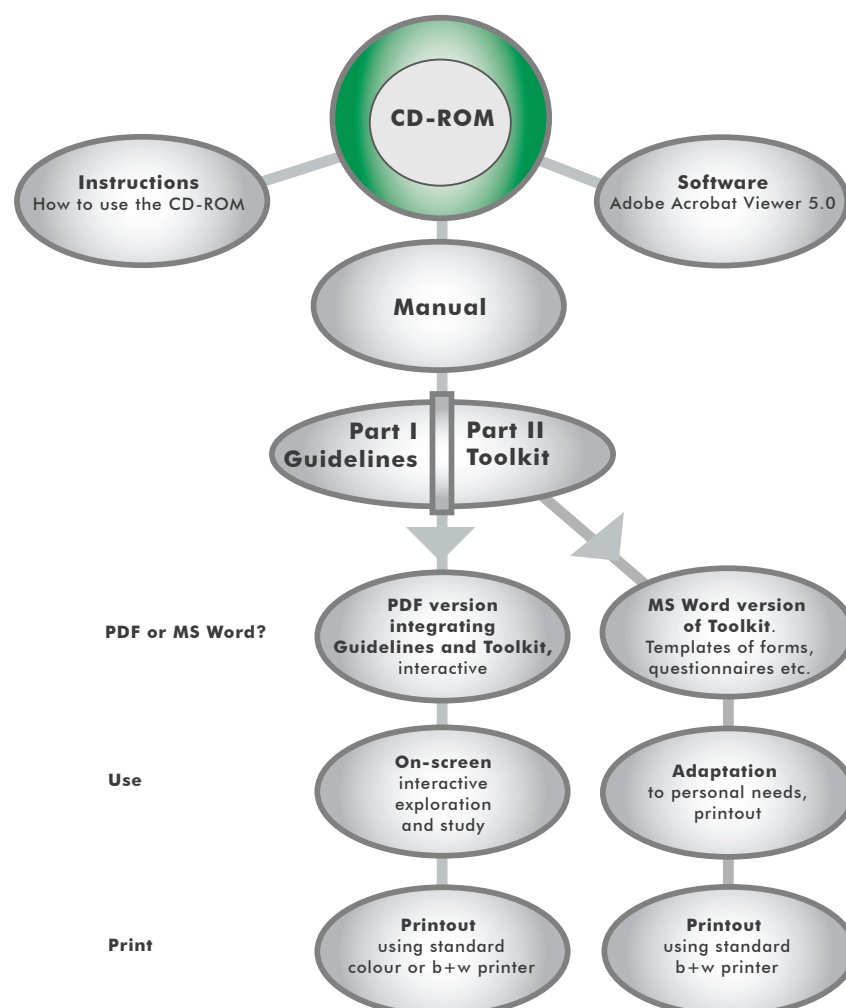 CD-ROM
Instructions
How to use the CD-ROM
Software
Adobe Acrobat Viewer 5.0
Manual
Part I
Guidelines
Part II
Toolkit
PDF or MS Word?
PDF version
integrating
Guidelines and Toolkit,
interactive
MS Word version
of Toolkit.
Templates of forms,
questionnaires etc.
Use
On-screen
interactive
exploration
and study
Adaptation
to personal needs,
printout
Print
Printout
using standard
colour or b+w printer
Printout
using standard
b+w printer